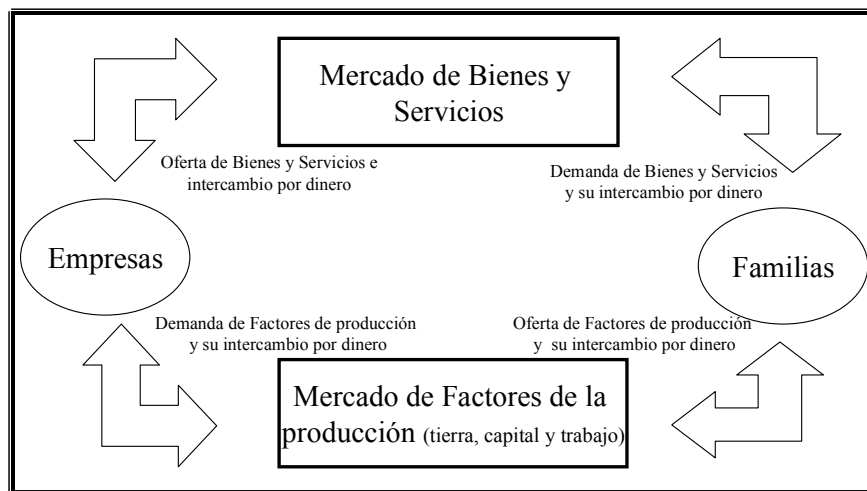 Mercado de Bienes y
Servicios
Oferta de Bienes y Servicios e
intercambio por dinero
Demanda de Bienes y Servicios
y su intercambio por dinero
Empresas
Familias
Demanda de Factores de producción
y su intercambio por dinero
Oferta de Factores de producción
y su intercambio por dinero
Mercado de Factores de la
producción (tierra, capital y trabajo)